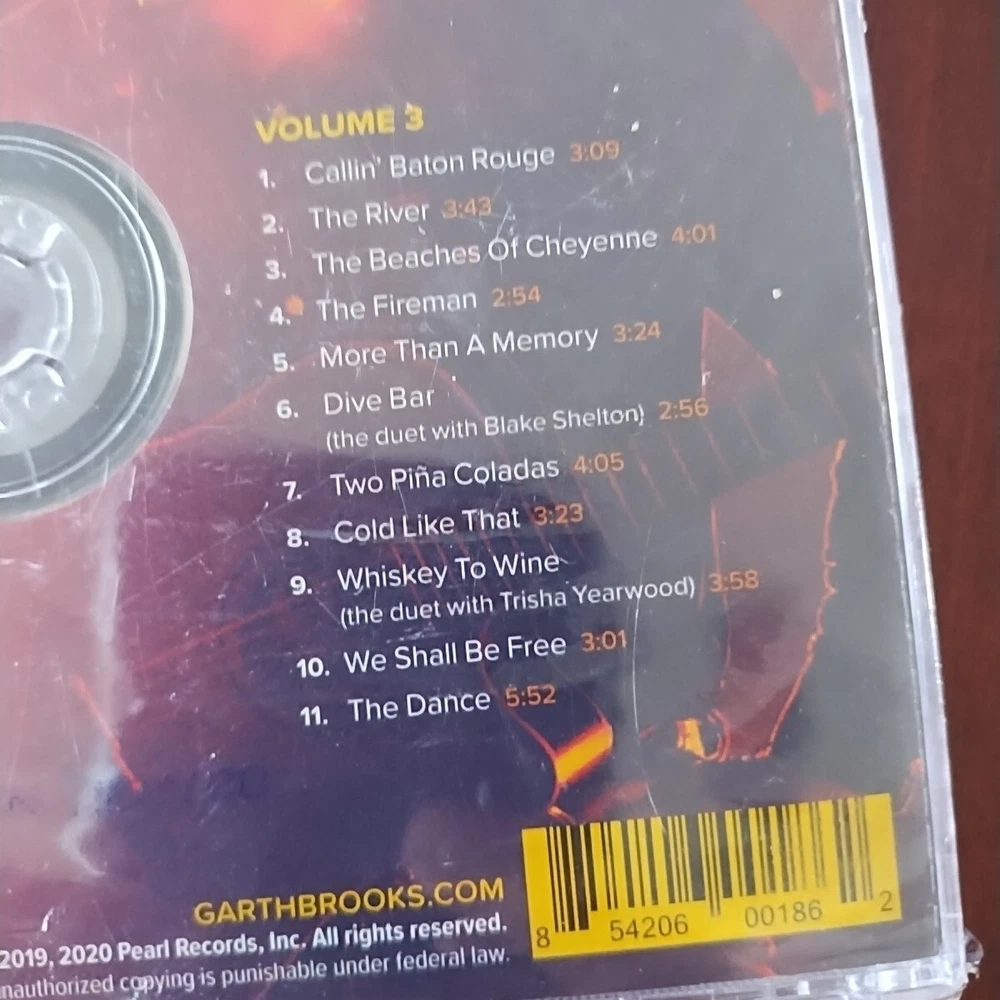 VOLUME 3
1. Callin' Baton Rouge 3:09
2. The River 3:43
3. The Beaches Of Cheyenne 4:01
4. The Fireman 2:54
5. More Than A Memory 3:24
6. Dive Bar
(the duet with Blake Shelton) 2:56
7. Two Piña Coladas 4:05
8. Cold Like That 3:23
9. Whiskey To Wine
(the duet with Trisha Yearwood) 3:58
10. We Shall Be Free 3:01
11. The Dance 5:52
GARTHBROOKS.COM
2019, 2020 Pearl Records, Inc. All rights reserved.
nauthorized copying is punishable under federal law.
8 54206 00186 2